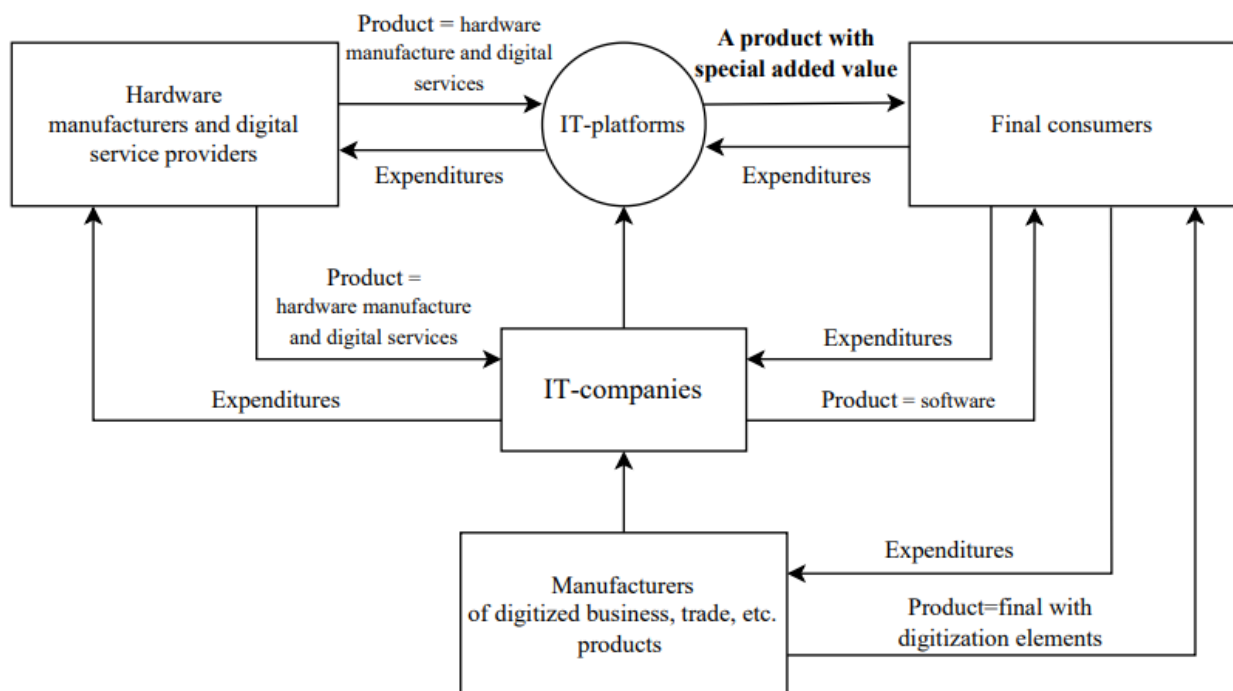 Product = hardware
manufacture and digital
services
A product with
special added value
Hardware
manufacturers and digital
service providers
IT-platforms
Final consumers
Expenditures
Expenditures
Product =
hardware manufacture
and digital services
Expenditures
IT-companies
Expenditures
Product = software
Manufacturers
of digitized business, trade, etc.
products
Expenditures
Product=final with
digitization elements